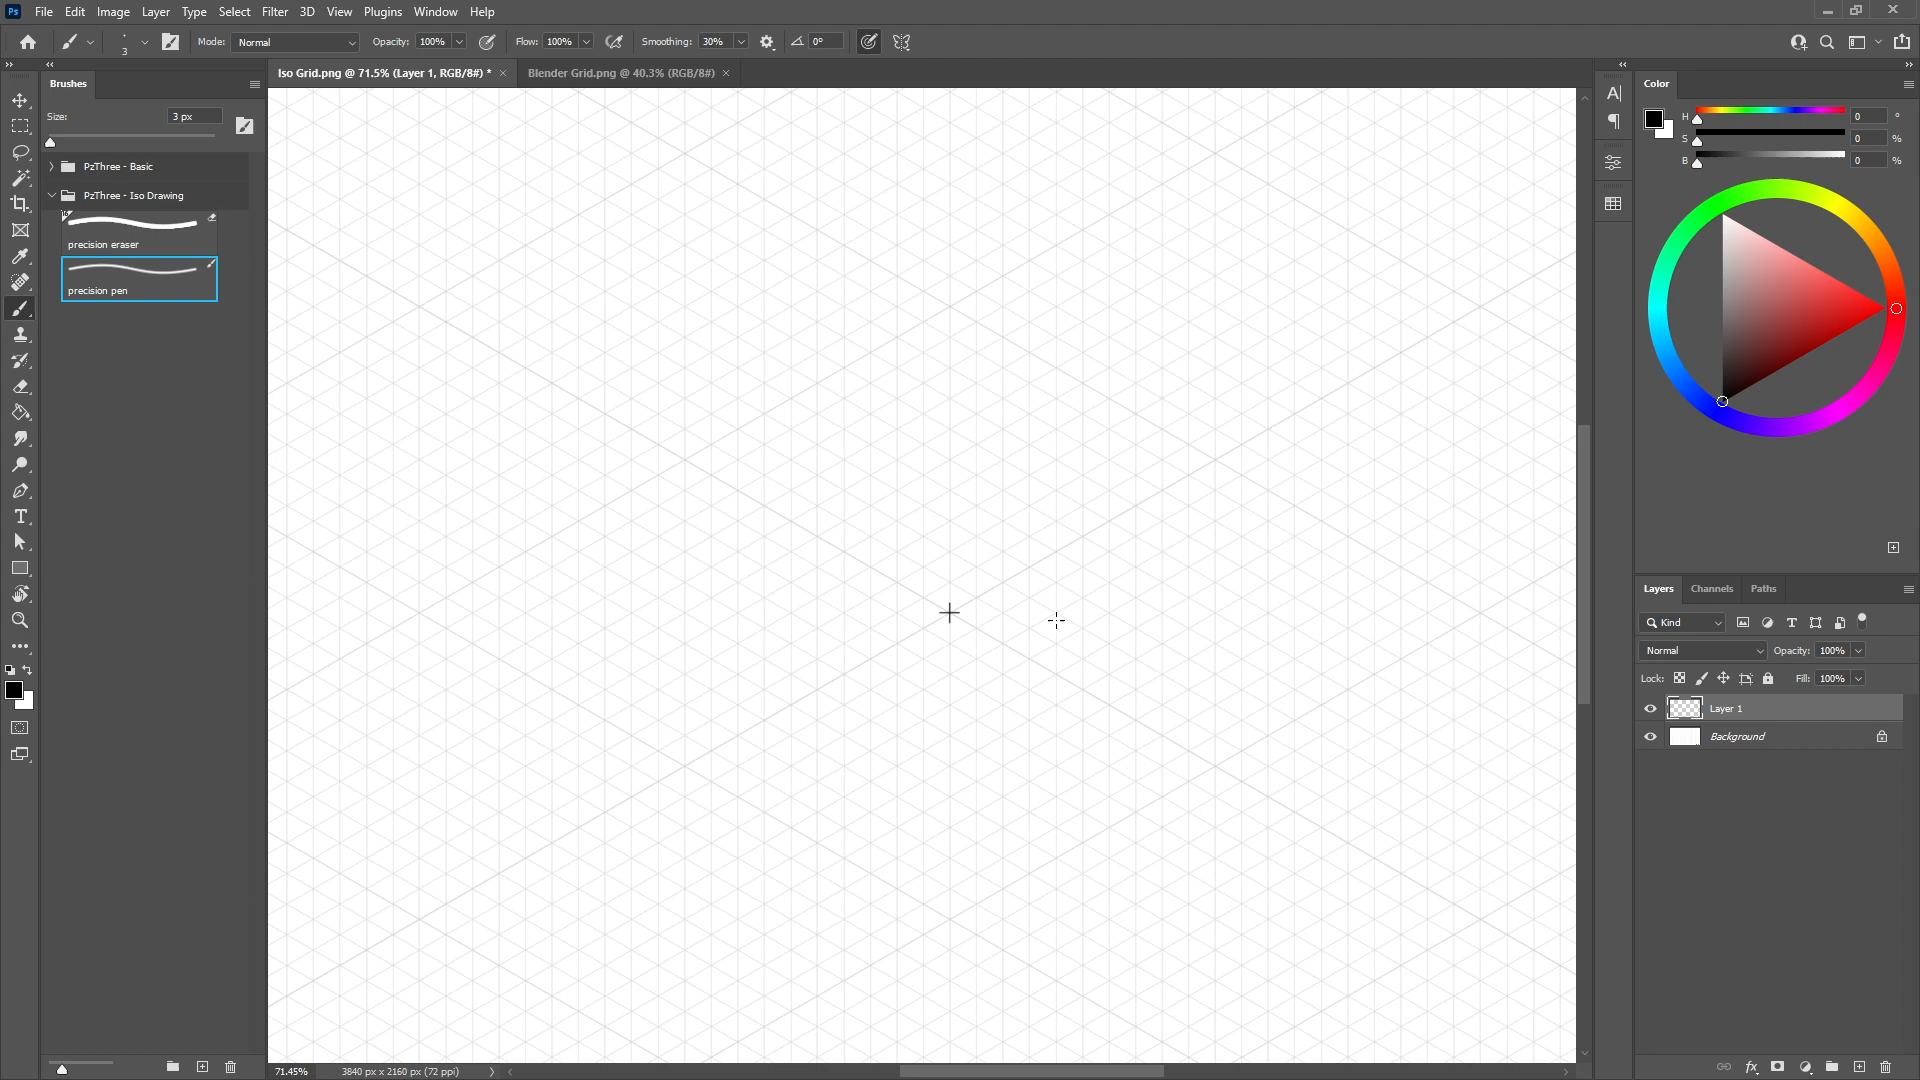 Ps File Edit Image Layer Type Select Filter 3D View Plugins Window Help
3 Mode: Normal Opacity: 100% Flow: 100% Smoothing: 30% 0°
Brushes
Iso Grid.png @ 71.5% (Layer 1, RGB/8#) * Blender Grid.png @ 40.3% (RGB/8#)
Size: 3 px
PzThree - Basic
PzThree - Iso Drawing
precision eraser
precision pen
Color
H 0 °
S 0 %
B 0 %
Layers Channels Paths
Kind
Normal Opacity: 100%
Lock: Fill: 100%
Layer 1
Background
71.45% 3840 px x 2160 px (72 ppi)